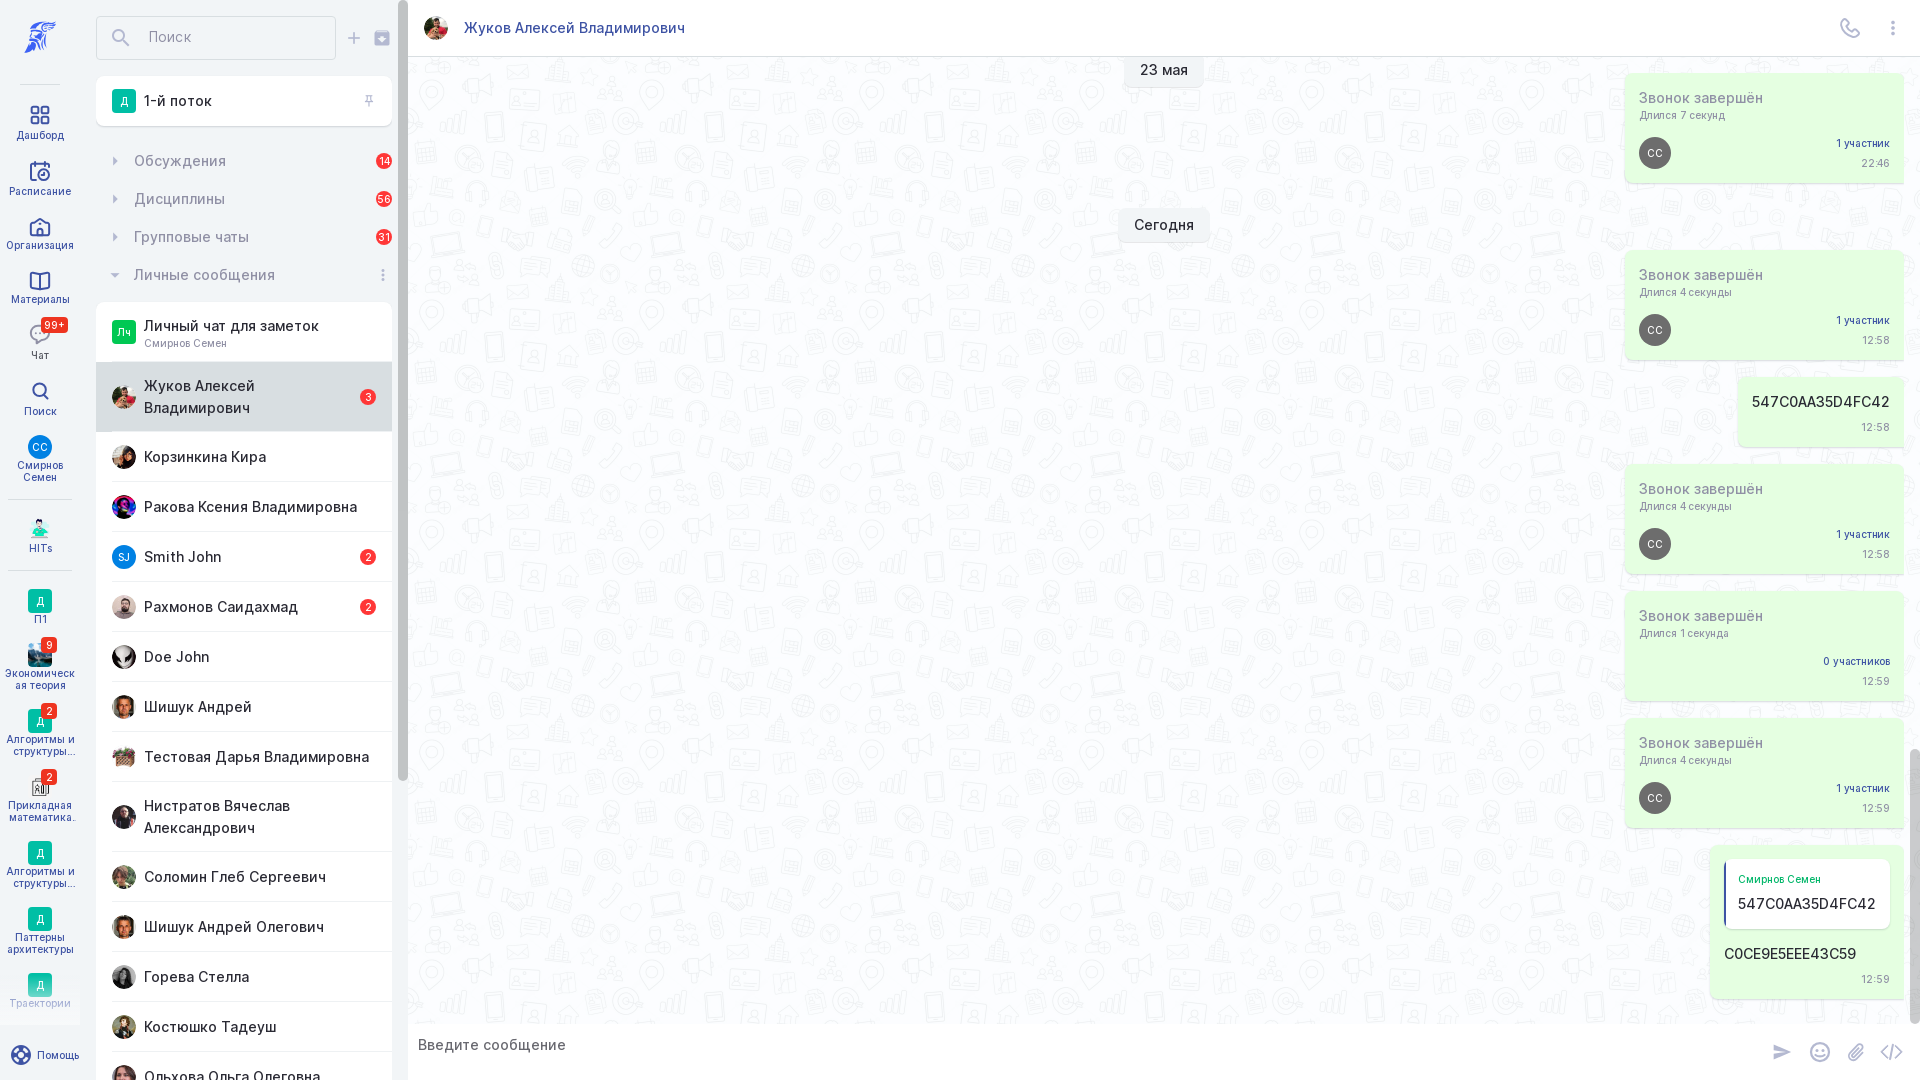 Дашборд
Расписание
Организация
Материалы
99+
Чат
Поиск
СС
Смирнов
Семен
HITs
Д
П1
9
Экономическ
ая теория
2
Д
Алгоритмы и
структуры...
2
Прикладная
математика.
Д
Алгоритмы и
структуры...
Д
Паттерны
архитектуры
Д
Траектории
Помощь
Поиск
Д
1-й поток
Обсуждения
14
Дисциплины
56
Групповые чаты
31
Личные сообщения
Лч
Личный чат для заметок
Смирнов Семен
Жуков Алексей
Владимирович
3
Корзинкина Кира
Ракова Ксения Владимировна
SJ
Smith John
2
Рахмонов Саидахмад
2
Doe John
Шишук Андрей
Тестовая Дарья Владимировна
Нистратов Вячеслав
Александрович
Соломин Глеб Сергеевич
Шишук Андрей Олегович
Горева Стелла
Костюшко Тадеуш
Ольхова Ольга Олеговна
Жуков Алексей Владимирович
23 мая
Звонок завершён
Длился 7 секунд
СС
1 участник
22:46
Сегодня
Звонок завершён
Длился 4 секунды
СС
1 участник
12:58
547C0AA35D4FC42
12:58
Звонок завершён
Длился 4 секунды
СС
1 участник
12:58
Звонок завершён
Длился 1 секунда
0 участников
12:59
Звонок завершён
Длился 4 секунды
СС
1 участник
12:59
Смирнов Семен
547C0AA35D4FC42
C0CE9E5EEE43C59
12:59
Введите сообщение